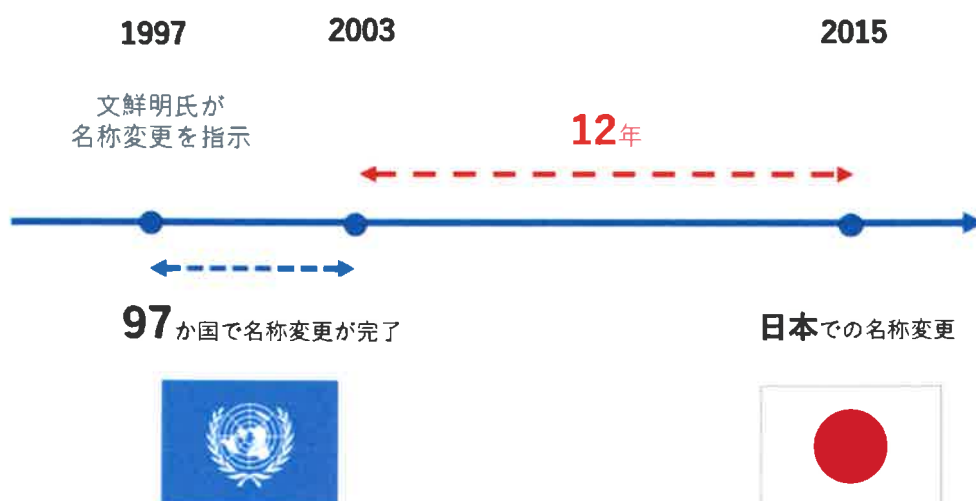 1997
2003
2015
文鮮明氏が
名称変更を指示
12年
97か国で名称変更が完了
日本での名称変更